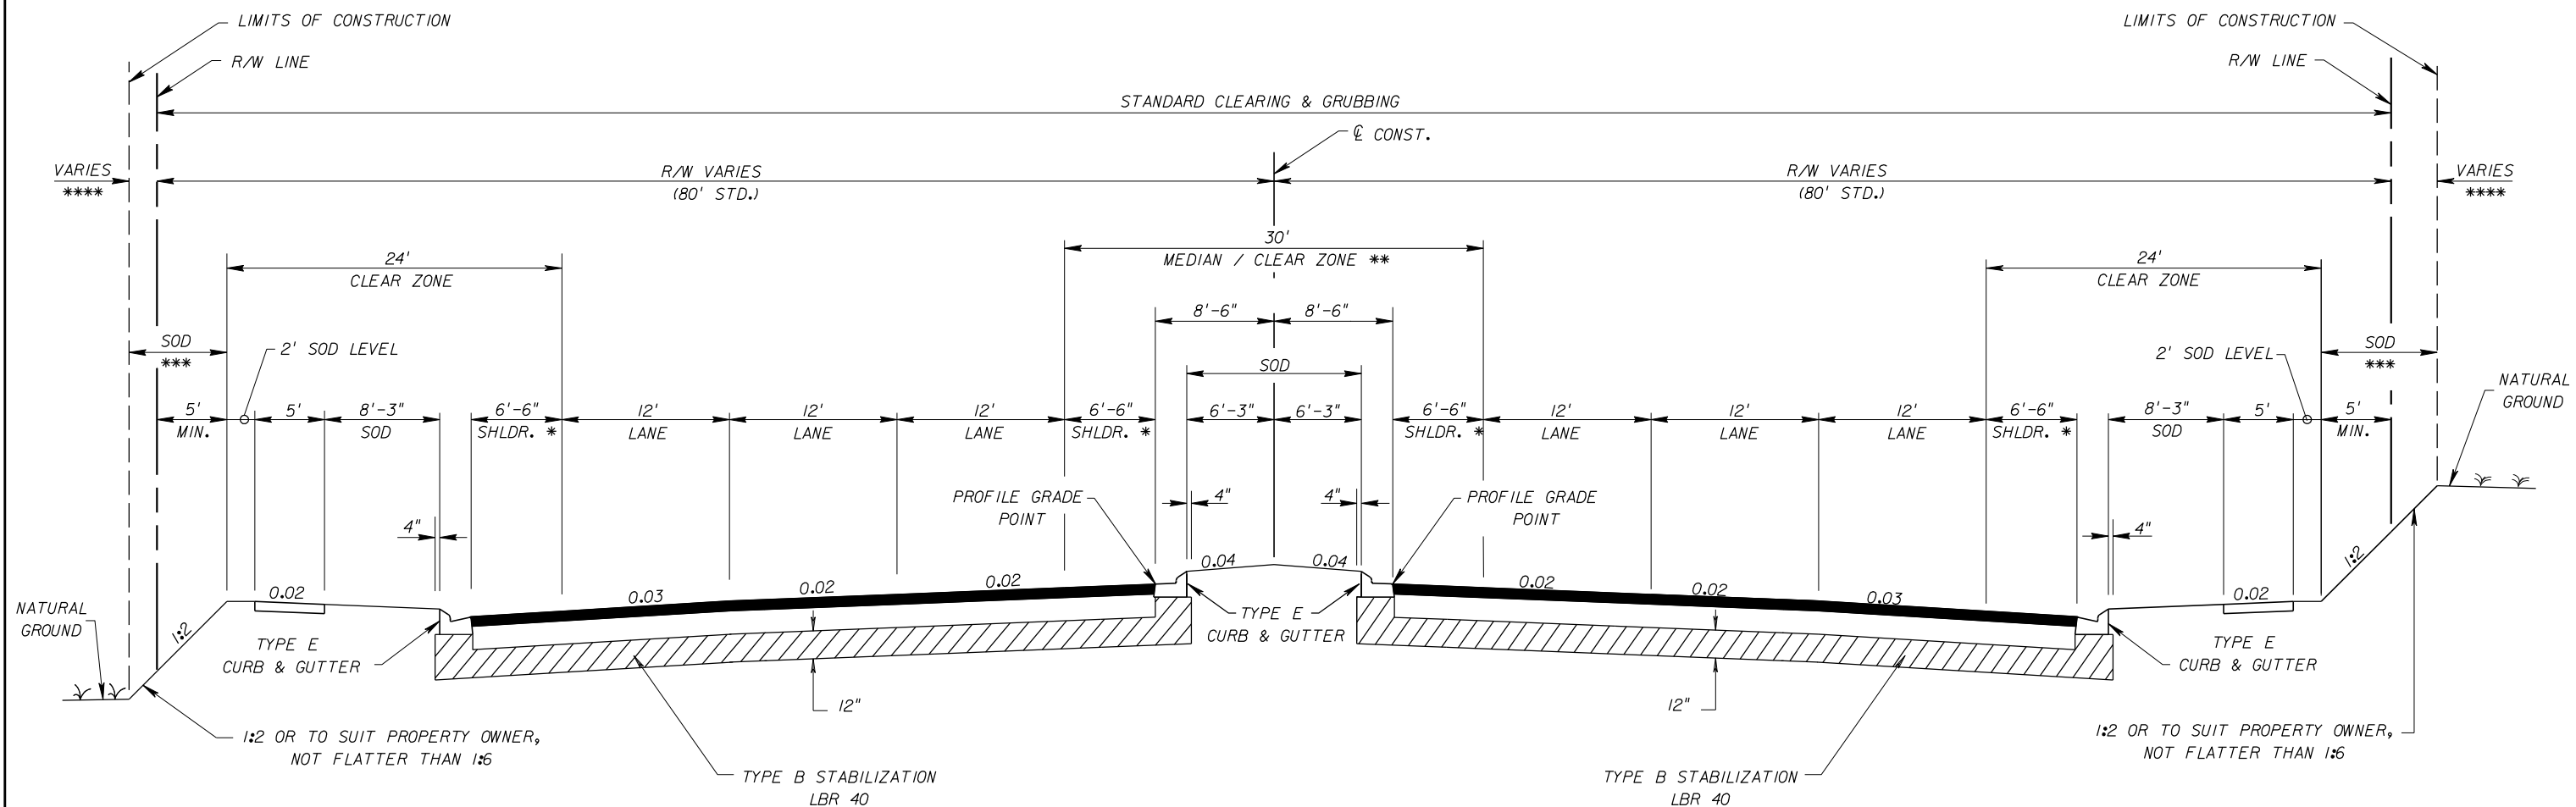 LIMITS OF CONSTRUCTION
LIMITS OF CONSTRUCTION
R/W LINE
R/W LINE
STANDARD CLEARING & GRUBBING
℄ CONST.
VARIES
****
R/W VARIES
(80' STD.)
R/W VARIES
(80' STD.)
VARIES
****
30'
MEDIAN / CLEAR ZONE **
24'
CLEAR ZONE
24'
CLEAR ZONE
8'-6"
8'-6"
SOD
***
2' SOD LEVEL
SOD
2' SOD LEVEL
SOD
***
NATURAL
GROUND
5'
MIN.
5'
8'-3"
SOD
6'-6"
SHLDR. *
12'
LANE
12'
LANE
12'
LANE
6'-6"
SHLDR. *
6'-3"
6'-3"
6'-6"
SHLDR. *
12'
LANE
12'
LANE
12'
LANE
6'-6"
SHLDR. *
8'-3"
SOD
5'
5'
MIN.
PROFILE GRADE
POINT
4"
4"
PROFILE GRADE
POINT
4"
4"
1:2
0.02
0.03
0.02
0.02
0.04
0.04
0.02
0.02
0.03
0.02
1:2
NATURAL
GROUND
TYPE E
CURB & GUTTER
TYPE E
CURB & GUTTER
TYPE E
CURB & GUTTER
12"
12"
1:2 OR TO SUIT PROPERTY OWNER,
NOT FLATTER THAN 1:6
1:2 OR TO SUIT PROPERTY OWNER,
NOT FLATTER THAN 1:6
TYPE B STABILIZATION
LBR 40
TYPE B STABILIZATION
LBR 40